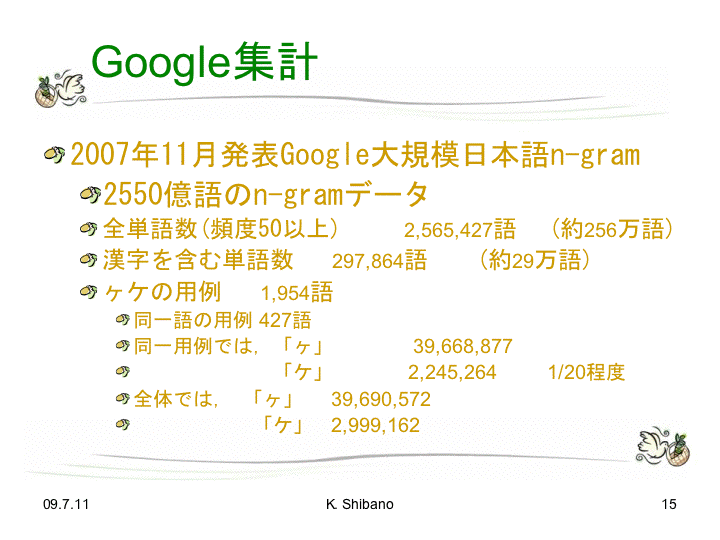 Google集計
2007年11月発表Google大規模日本語n-gram
2550億語のn-gramデータ
全単語数(頻度50以上) 2,565,427語 (約256万語)
漢字を含む単語数 297,864語 (約29万語)
ヶケの用例 1,954語
同一語の用例 427語
同一用例では, 「ヶ」 39,668,877
「ケ」 2,245,264 1/20程度
全体では, 「ヶ」 39,690,572
「ケ」 2,999,162
09.7.11 K. Shibano 15